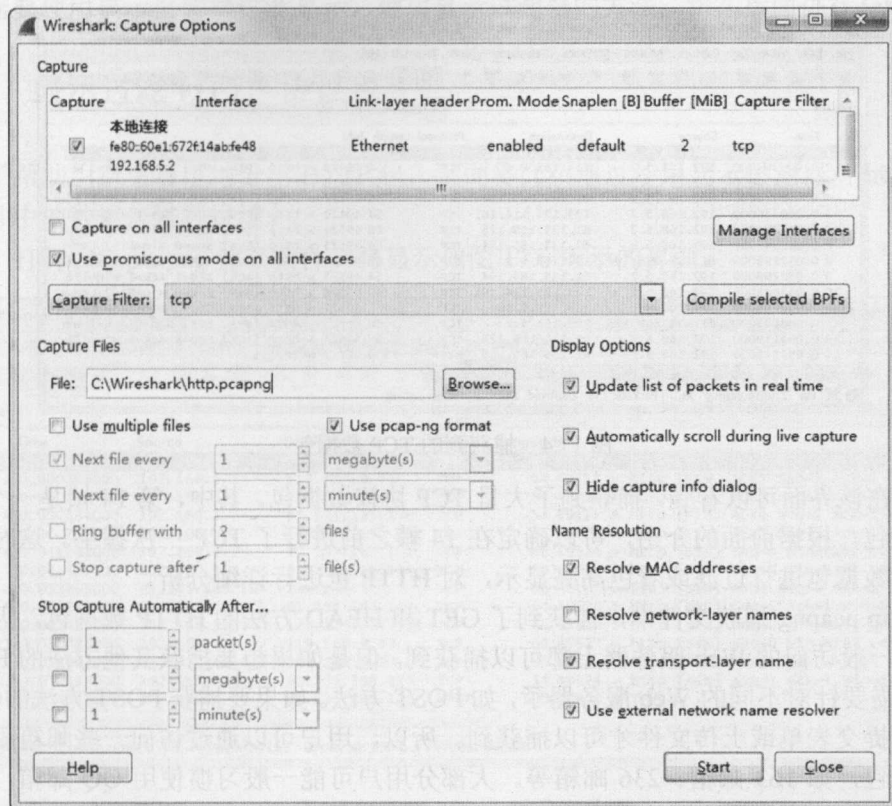 Wireshark: Capture Options
Capture
Capture Interface Link-layer header Prom. Mode Snaplen [B] Buffer [MiB] Capture Filter
本地连接
fe80::60e1:672f:14ab:fe48
192.168.5.2
Ethernet enabled default 2 tcp
Capture on all interfaces
Manage Interfaces
Use promiscuous mode on all interfaces
Capture Filter: tcp Compile selected BPFs
Capture Files
File: C:\Wireshark\http.pcapng Browse...
Use multiple files Use pcap-ng format
Next file every 1 megabyte(s)
Next file every 1 minute(s)
Ring buffer with 2 files
Stop capture after 1 file(s)
Stop Capture Automatically After...
1 packet(s)
1 megabyte(s)
1 minute(s)
Display Options
Update list of packets in real time
Automatically scroll during live capture
Hide capture info dialog
Name Resolution
Resolve MAC addresses
Resolve network-layer names
Resolve transport-layer name
Use external network name resolver
Help Start Close